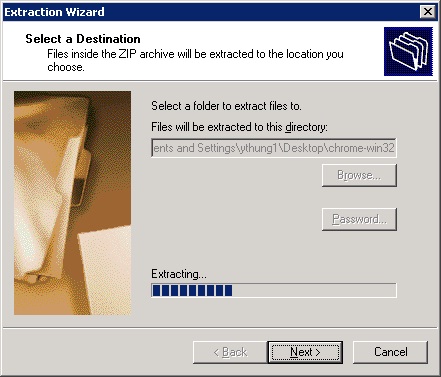 Extraction Wizard
Select a Destination
Files inside the ZIP archive will be extracted to the location you
choose.
Select a folder to extract files to.
Files will be extracted to this directory:
ents and Settings\ythung1\Desktop\chrome-win32
Browse...
Password...
Extracting...
< Back
Next >
Cancel